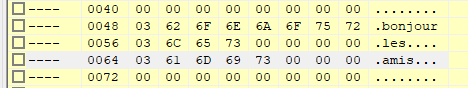 ---- 0040 00 00 00 00 00 00 00 00 ........
---- 0048 03 62 6F 6E 6A 6F 75 72 .bonjour
---- 0056 03 6C 65 73 00 00 00 00 .les....
---- 0064 03 61 6D 69 73 00 00 00 .amis...
---- 0072 00 00 00 00 00 00 00 00 ........